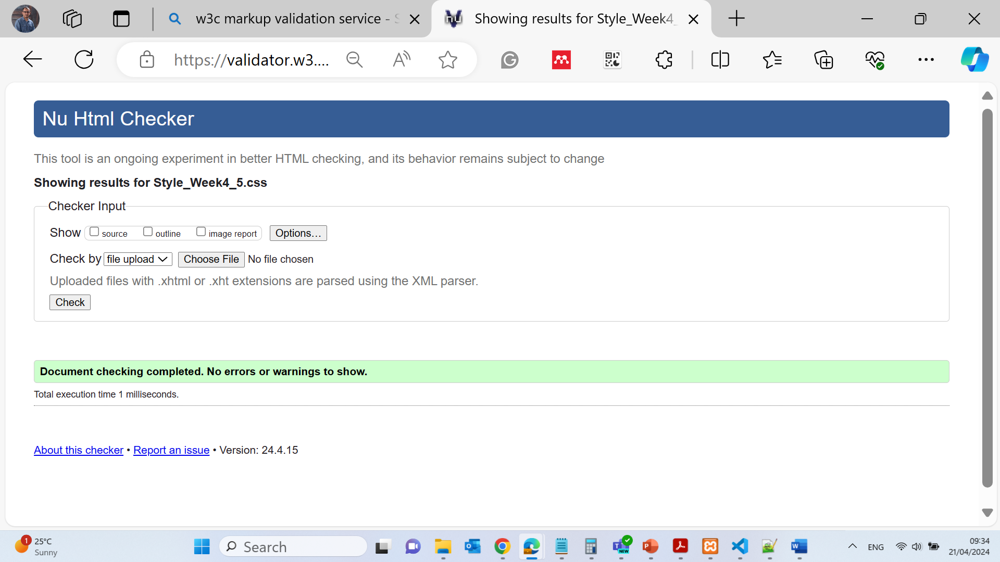 w3c markup validation service -
Showing results for Style_Week4_
https://validator.w3....
Nu Html Checker
This tool is an ongoing experiment in better HTML checking, and its behavior remains subject to change
Showing results for Style_Week4_5.css
Checker Input
Show source outline image report Options...
Check by file upload Choose File No file chosen
Uploaded files with .xhtml or .xht extensions are parsed using the XML parser.
Check
Document checking completed. No errors or warnings to show.
Total execution time 1 milliseconds.
About this checker • Report an issue • Version: 24.4.15
1 25°C
Sunny
Search
NEW
ENG
09:34
21/04/2024